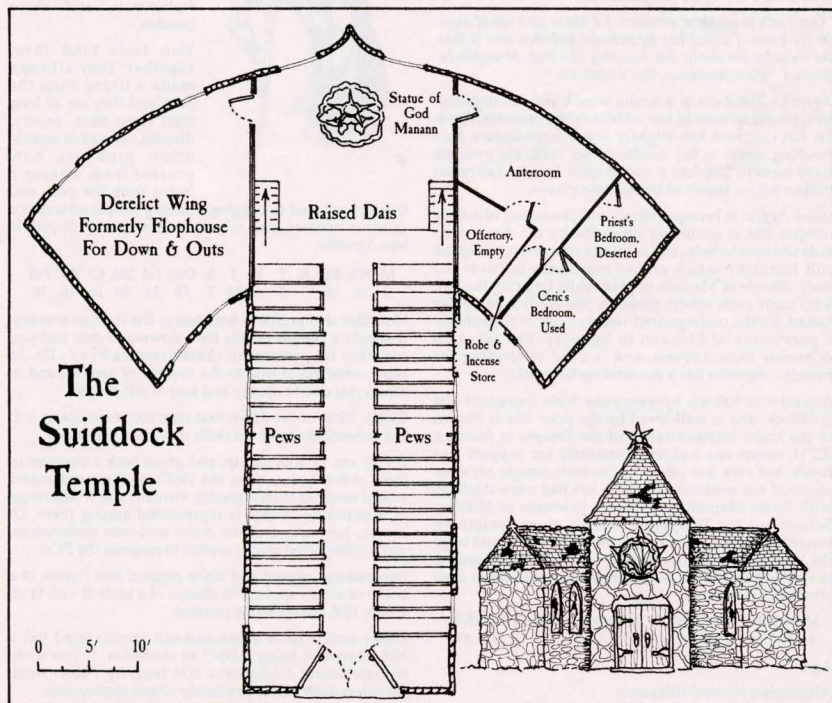 Statue of
God
Manann
Anteroom
Derelict Wing
Formerly Flophouse
For Down & Outs
Raised Dais
Offertory,
Empty
Priest's
Bedroom,
Deserted
Ceric's
Bedroom,
Used
Robe &
Incense
Store
The
Suiddock
Temple
Pews
Pews
0 5' 10'